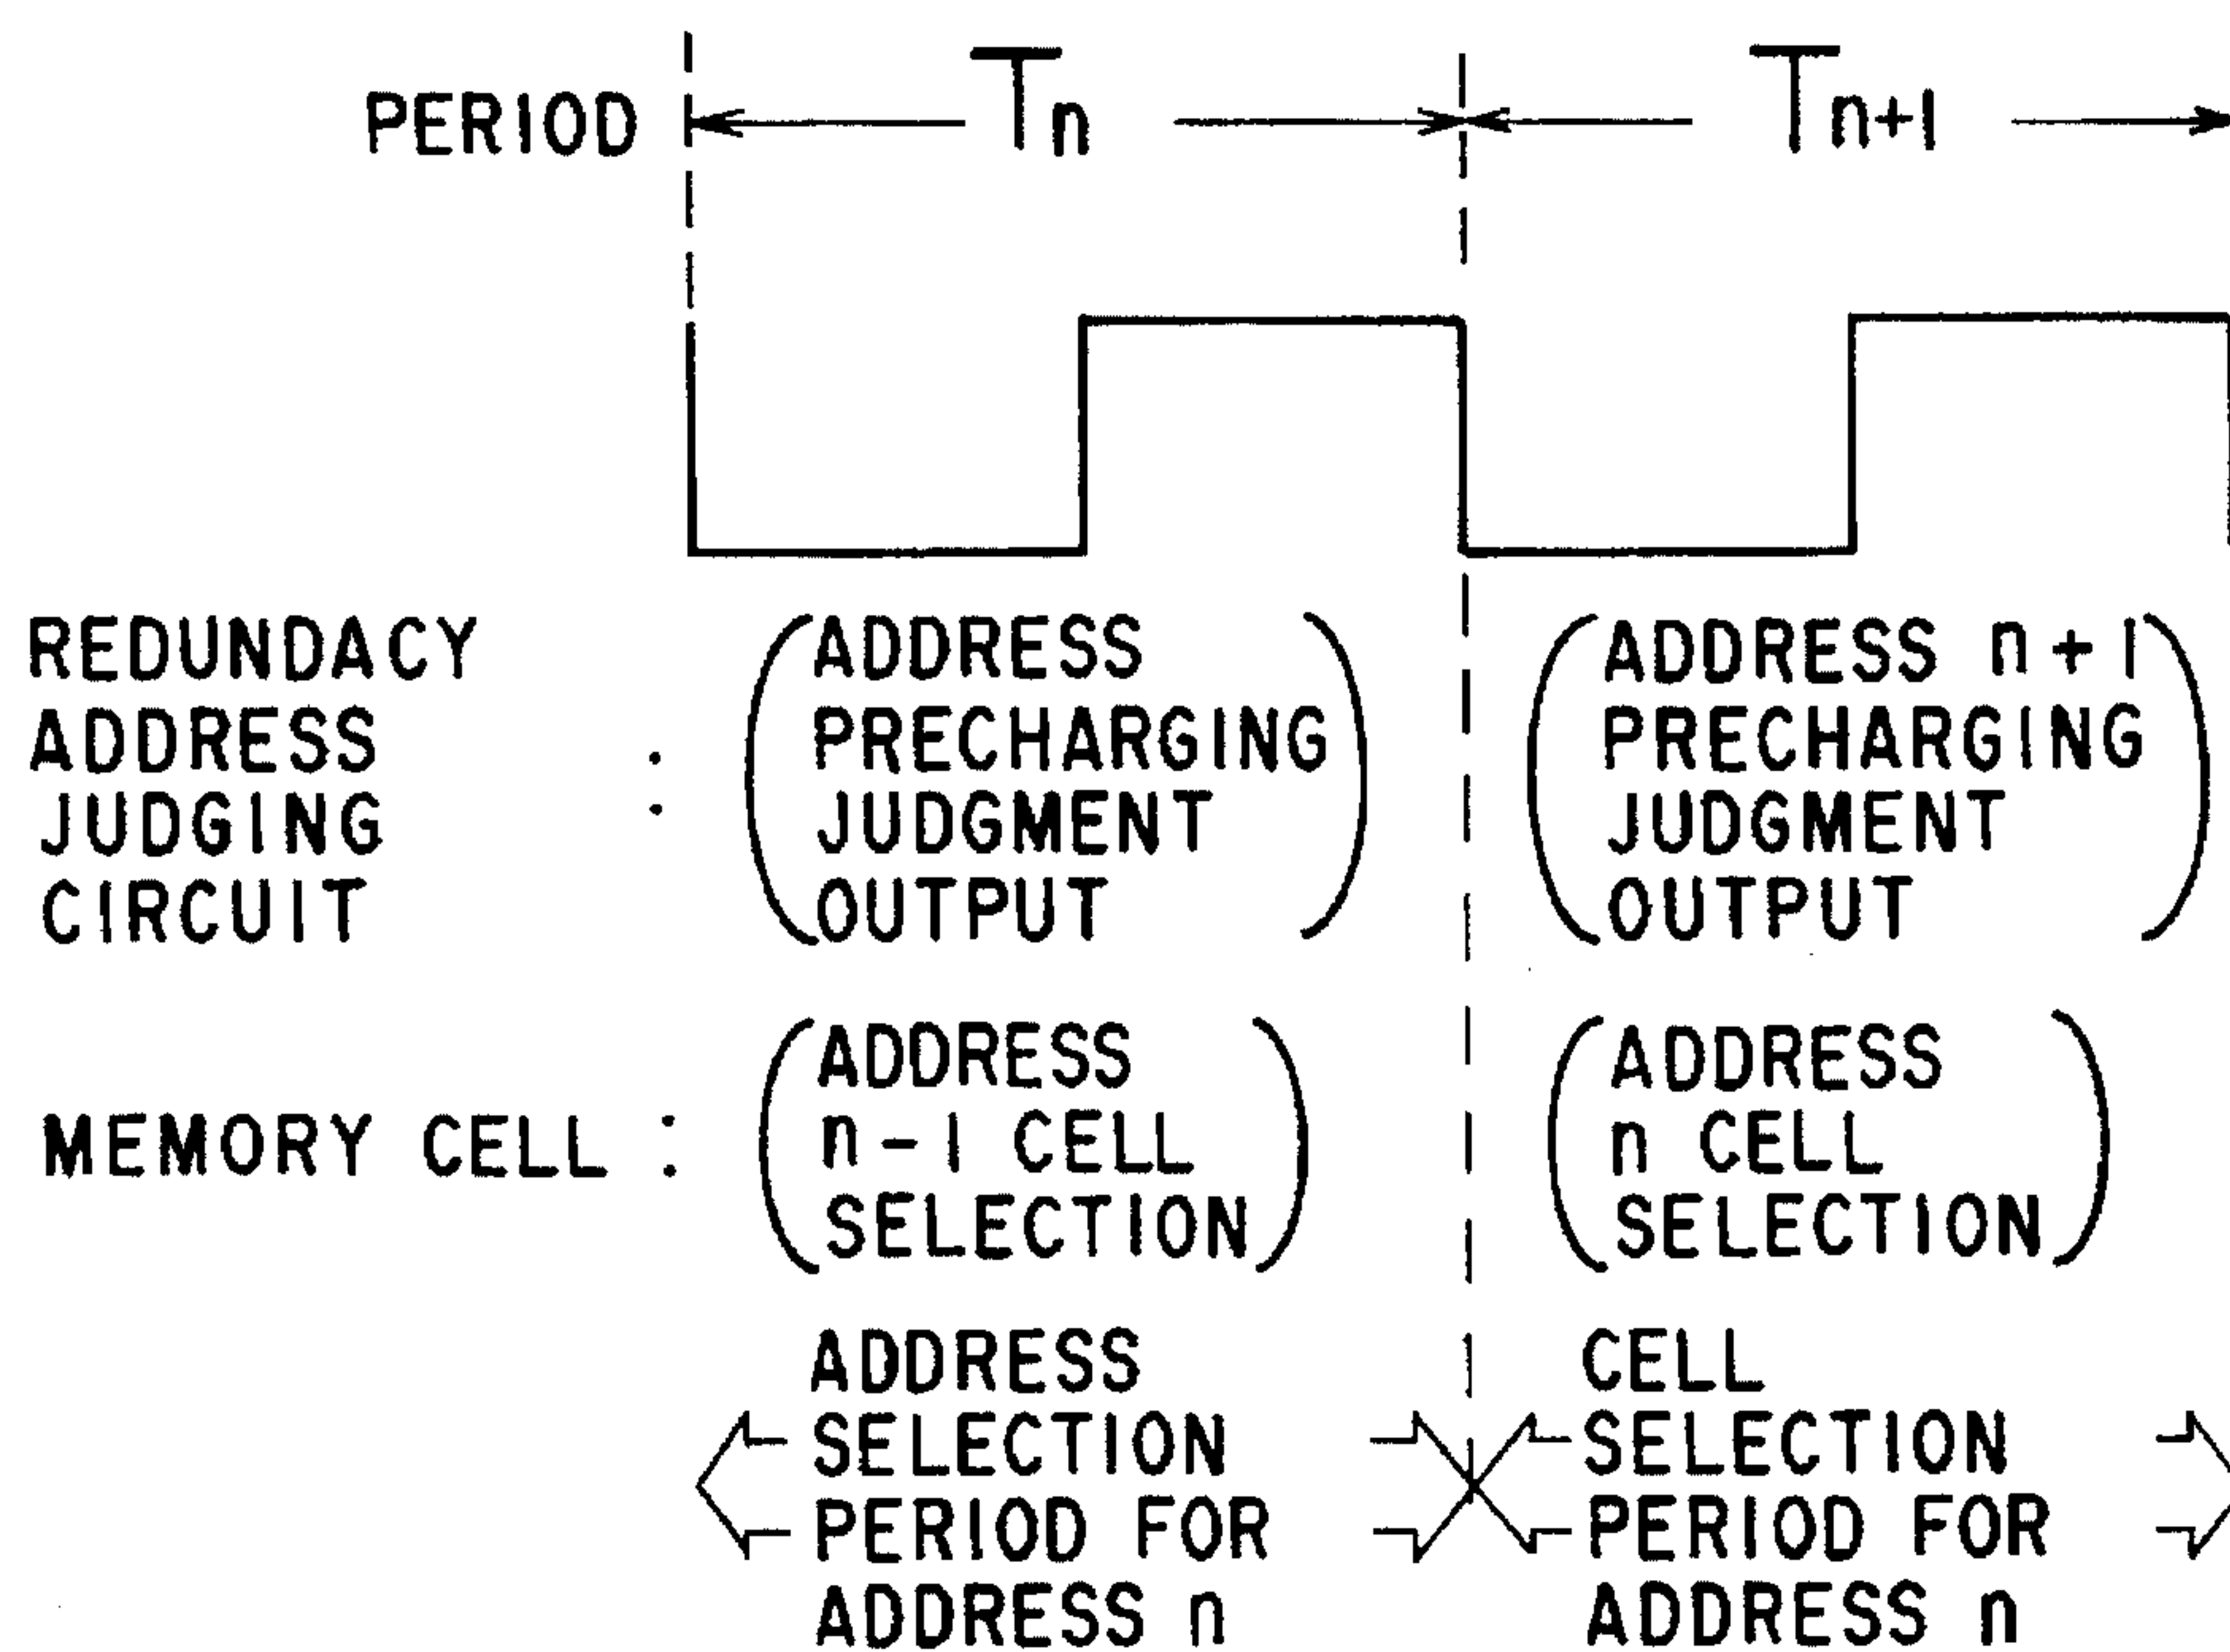 PERIOD Tn Tn+1
REDUNDACY
ADDRESS
JUDGING
CIRCUIT
:
ADDRESS
PRECHARGING
JUDGMENT
OUTPUT
ADDRESS n+1
PRECHARGING
JUDGMENT
OUTPUT
MEMORY CELL :
ADDRESS
n-1 CELL
SELECTION
ADDRESS
n CELL
SELECTION
ADDRESS
SELECTION
PERIOD FOR
ADDRESS n
CELL
SELECTION
PERIOD FOR
ADDRESS n